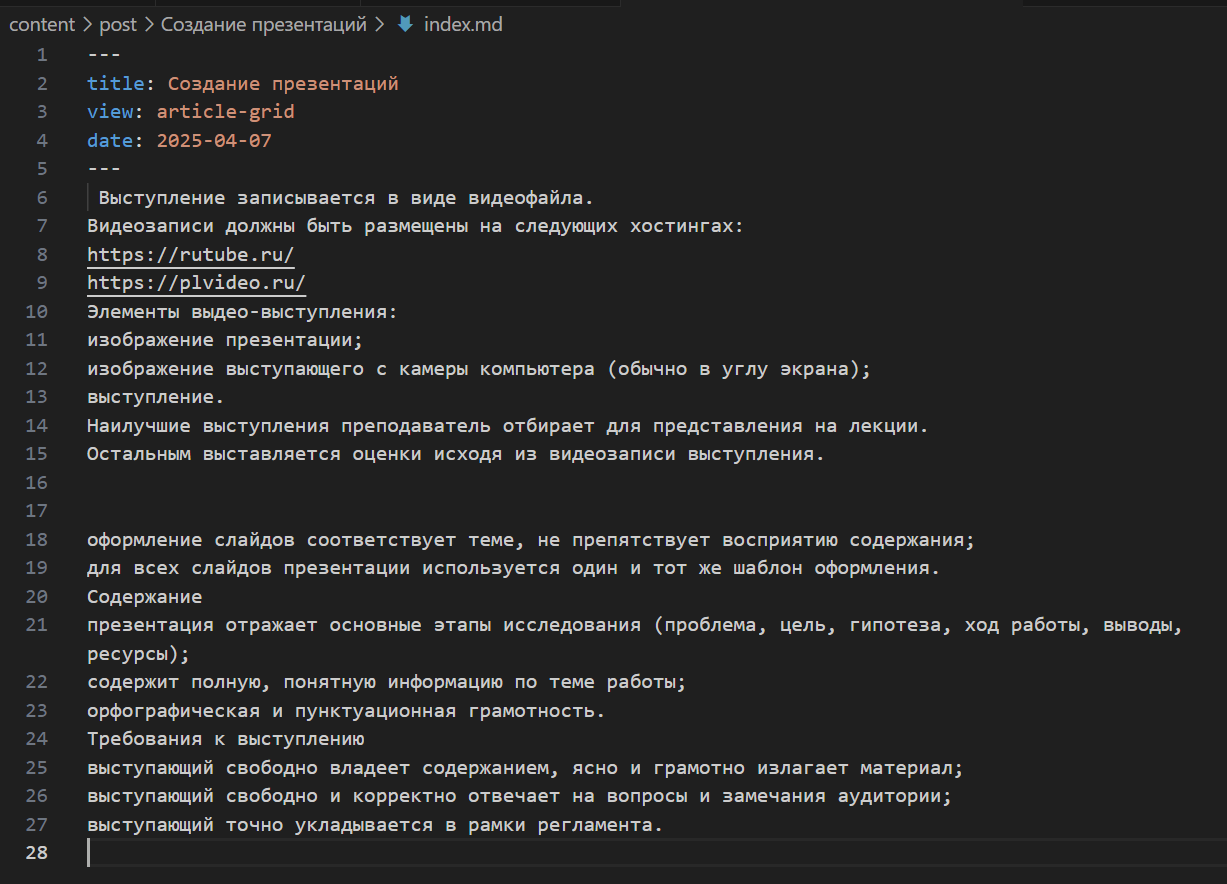 content > post > Создание презентаций > index.md
1 ---
2 title: Создание презентаций
3 view: article-grid
4 date: 2025-04-07
5 ---
6 Выступление записывается в виде видеофайла.
7 Видеозаписи должны быть размещены на следующих хостингах:
8 https://rutube.ru/
9 https://plvideo.ru/
10 Элементы выдео-выступления:
11 изображение презентации;
12 изображение выступающего с камеры компьютера (обычно в углу экрана);
13 выступление.
14 Наилучшие выступления преподаватель отбирает для представления на лекции.
15 Остальным выставляется оценки исходя из видеозаписи выступления.
16
17
18 оформление слайдов соответствует теме, не препятствует восприятию содержания;
19 для всех слайдов презентации используется один и тот же шаблон оформления.
20 Содержание
21 презентация отражает основные этапы исследования (проблема, цель, гипотеза, ход работы, выводы,
ресурсы);
22 содержит полную, понятную информацию по теме работы;
23 орфографическая и пунктуационная грамотность.
24 Требования к выступлению
25 выступающий свободно владеет содержанием, ясно и грамотно излагает материал;
26 выступающий свободно и корректно отвечает на вопросы и замечания аудитории;
27 выступающий точно укладывается в рамки регламента.
28